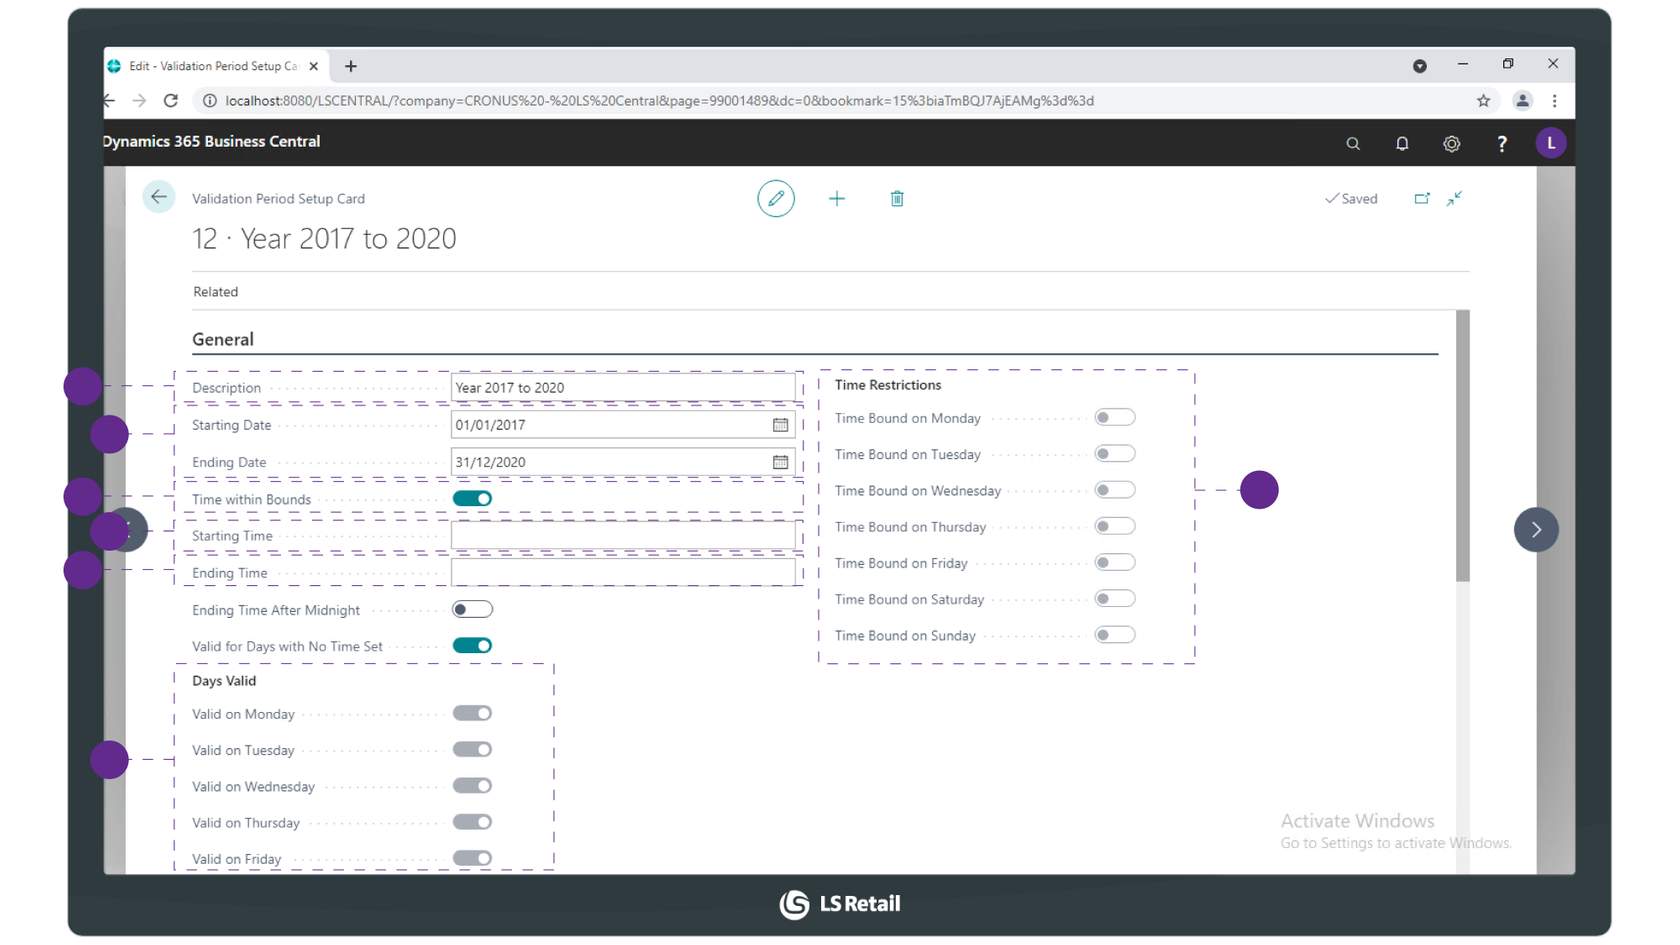 Edit - Validation Period Setup Ca
localhost:8080/LSCENTRAL/?company=CRONUS%20-%20LS%20Central&page=99001489&dc=0&bookmark=15%3biaTmBQJ7AjEAMg%3d%3d
Dynamics 365 Business Central
?
L
Validation Period Setup Card
Saved
12 · Year 2017 to 2020
Related
General
Description
Year 2017 to 2020
Starting Date
01/01/2017
Ending Date
31/12/2020
Time within Bounds
Starting Time
Ending Time
Ending Time After Midnight
Valid for Days with No Time Set
Days Valid
Valid on Monday
Valid on Tuesday
Valid on Wednesday
Valid on Thursday
Valid on Friday
Time Restrictions
Time Bound on Monday
Time Bound on Tuesday
Time Bound on Wednesday
Time Bound on Thursday
Time Bound on Friday
Time Bound on Saturday
Time Bound on Sunday
Activate Windows
Go to Settings to activate Windows.
LS Retail